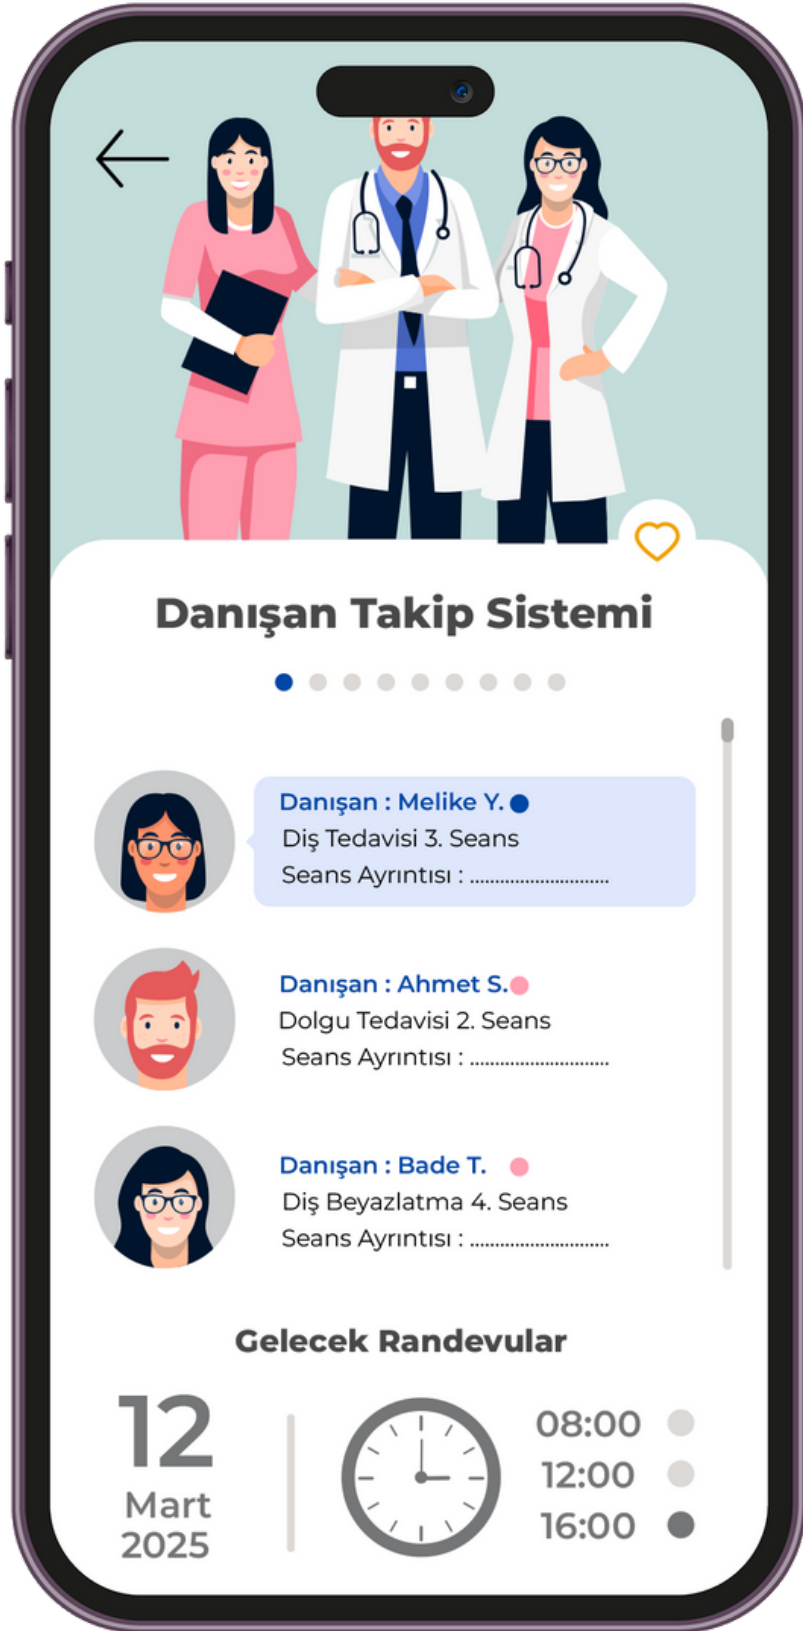 Danışan Takip Sistemi
Danışan : Melike Y.
Diş Tedavisi 3. Seans
Seans Ayrıntısı : ............................
Danışan : Ahmet S.
Dolgu Tedavisi 2. Seans
Seans Ayrıntısı : ............................
Danışan : Bade T.
Diş Beyazlatma 4. Seans
Seans Ayrıntısı : ............................
Gelecek Randevular
12
Mart
2025
08:00
12:00
16:00